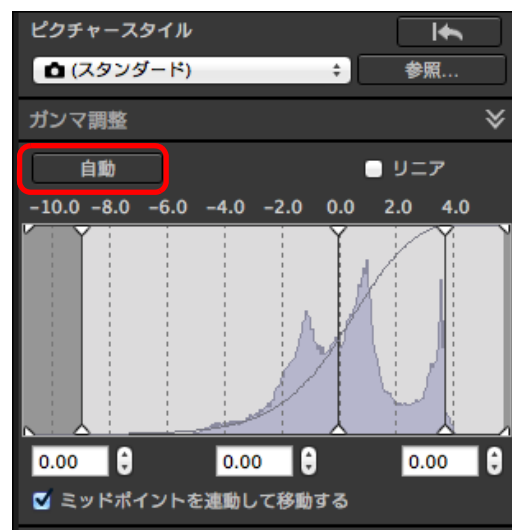 ピクチャースタイル
(スタンダード)
参照...
ガンマ調整
自動
リニア
-10.0 -8.0 -6.0 -4.0 -2.0 0.0 2.0 4.0
0.00 0.00 0.00
ミッドポイントを連動して移動する